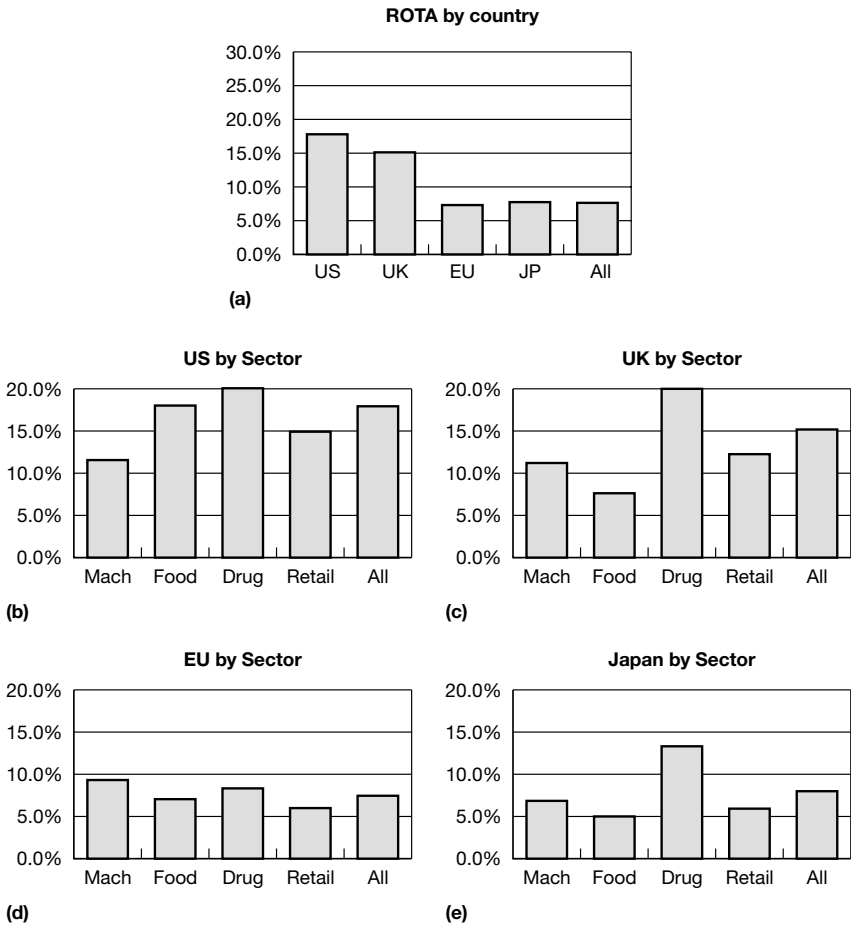 ROTA by country
30.0%
25.0%
20.0%
15.0%
10.0%
5.0%
0.0%
US UK EU JP All
(a)
US by Sector
20.0%
15.0%
10.0%
5.0%
0.0%
Mach Food Drug Retail All
(b)
UK by Sector
20.0%
15.0%
10.0%
5.0%
0.0%
Mach Food Drug Retail All
(c)
EU by Sector
20.0%
15.0%
10.0%
5.0%
0.0%
Mach Food Drug Retail All
(d)
Japan by Sector
20.0%
15.0%
10.0%
5.0%
0.0%
Mach Food Drug Retail All
(e)